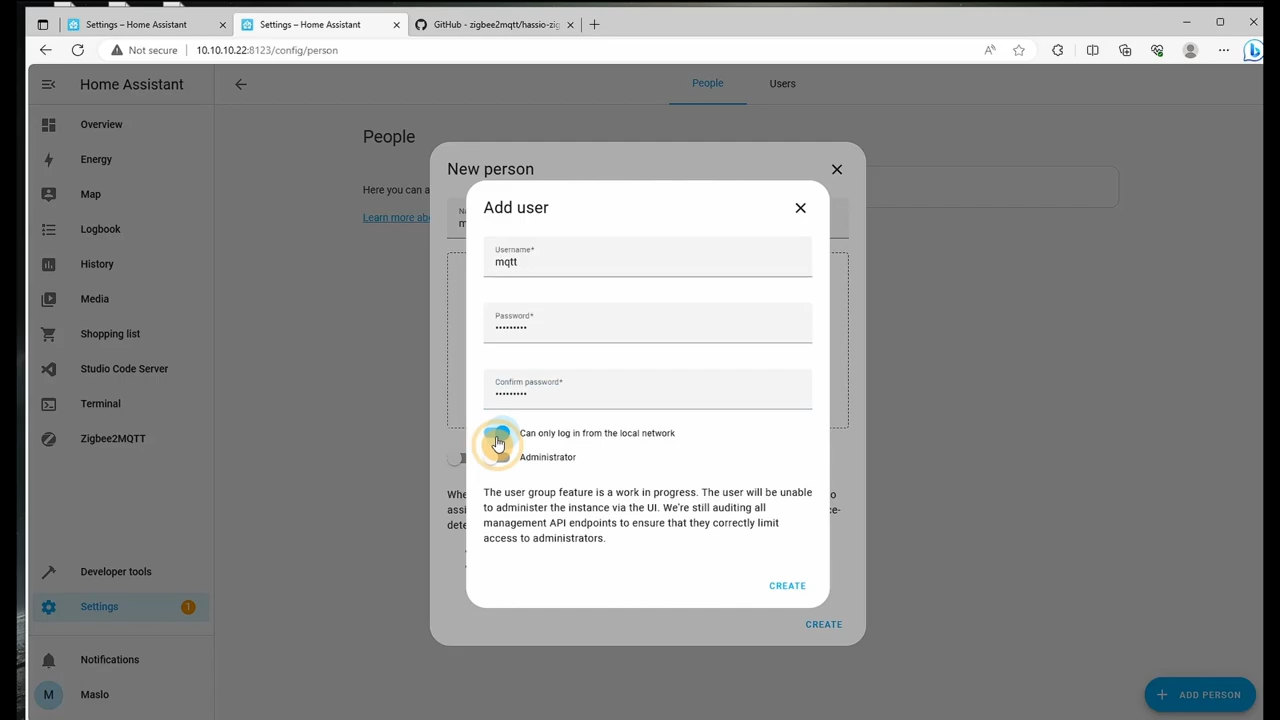 Settings – Home Assistant
Settings – Home Assistant
GitHub - zigbee2mqtt/hassio-zig
Not secure
10.10.10.22:8123/config/person
Home Assistant
People
Users
Overview
Energy
Map
Logbook
History
Media
Shopping list
Studio Code Server
Terminal
Zigbee2MQTT
Developer tools
Settings
1
Notifications
M
Maslo
People
Here you can a
Learn more abo
New person
Add user
Username*
mqtt
Password*
•••••••••
Confirm password*
•••••••••
Can only log in from the local network
Administrator
The user group feature is a work in progress. The user will be unable
to administer the instance via the UI. We're still auditing all
management API endpoints to ensure that they correctly limit
access to administrators.
CREATE
CREATE
ADD PERSON